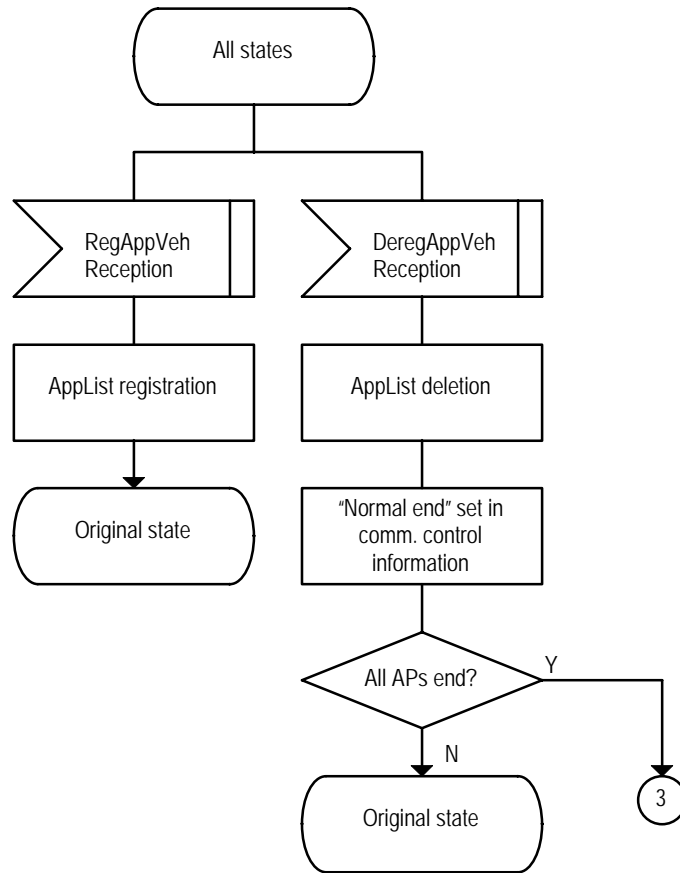 All states
RegAppVeh
Reception
DeregAppVeh
Reception
AppList registration
AppList deletion
Original state
“Normal end” set in
comm. control
information
All APs end?
Y
N
Original state
3